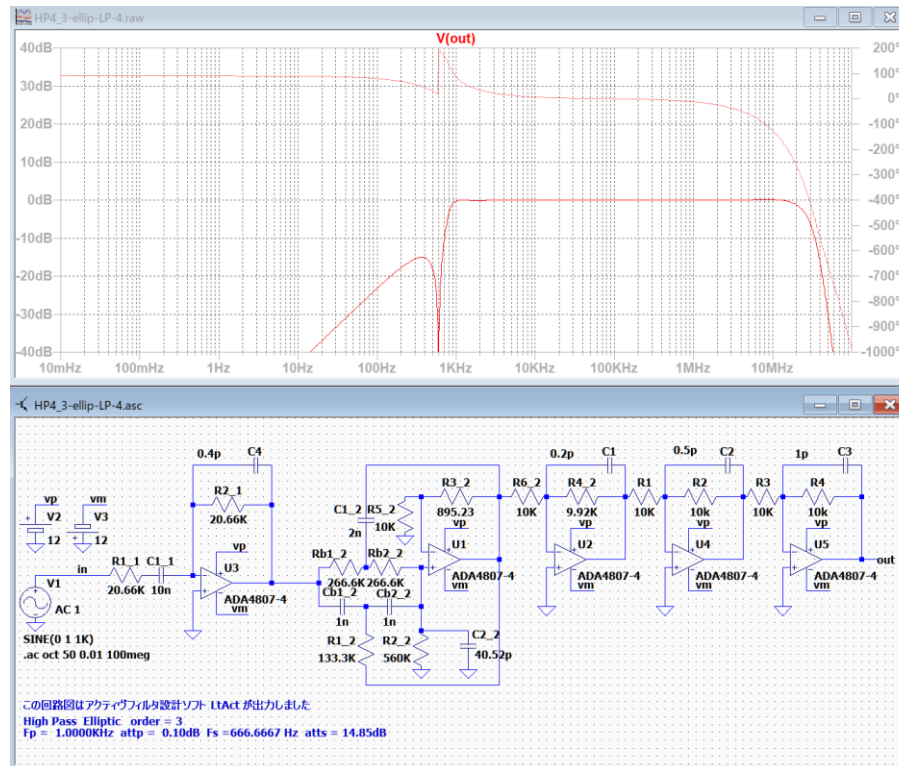 HP4_3-ellip-LP-4.raw
V(out)
40dB
30dB
20dB
10dB
0dB
-10dB
-20dB
-30dB
-40dB
200°
100°
0°
-100°
-200°
-300°
-400°
-500°
-600°
-700°
-800°
-900°
-1000°
10mHz 100mHz 1Hz 10Hz 100Hz 1KHz 10KHz 100KHz 1MHz 10MHz
HP4_3-ellip-LP-4.asc
0.4p C4
R2_1
20.66K
vp vm
V2 V3
12 12
in
R1_1 C1_1
20.66K 10n
vp
U3
ADA4807-4
vm
V1
AC 1
SINE(0 1 1K)
.ac oct 50 0.01 100meg
C1_2 R5_2
2n 10K
R3_2
895.23
vp
U1
ADA4807-4
vm
Rb1_2 Rb2_2
266.6K 266.6K
Cb1_2 Cb2_2
1n 1n
R1_2
133.3K
R2_2
560K
C2_2
40.52p
R6_2
10K
0.2p C1
R4_2
9.92K
vp
U2
ADA4807-4
vm
R1
10K
0.5p C2
R2
10k
vp
U4
ADA4807-4
vm
R3
10K
1p C3
R4
10k
vp
U5
ADA4807-4
vm
out
この回路図はアクティヴフィルタ設計ソフト LtAct が出力しました
High Pass Elliptic order = 3
Fp = 1.0000KHz attp = 0.10dB Fs =666.6667 Hz atts = 14.85dB